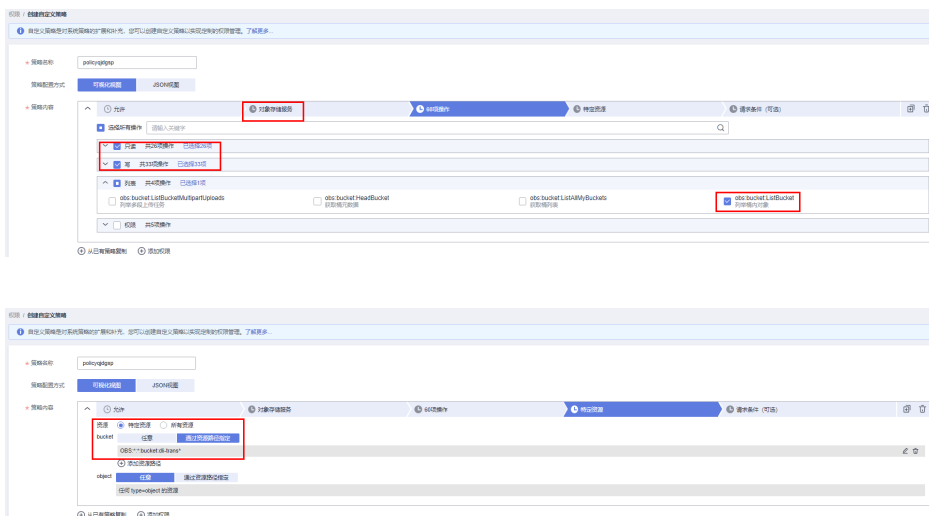 权限 / 创建自定义策略
自定义策略是对系统策略的扩展和补充，您可以创建自定义策略以实现定制的权限管理。了解更多...
* 策略名称 policyqjdgsp
策略配置方式 可视化视图 JSON视图
* 策略内容 允许 对象存储服务 60项操作 特定资源 请求条件（可选）
选择所有操作 请输入关键字
只读 共26项操作 已选择26项
写 共33项操作 已选择33项
列表 共4项操作 已选择1项
obs:bucket:ListBucketMultipartUploads obs:bucket:HeadBucket obs:bucket:ListAllMyBuckets obs:bucket:ListBucket
列举多段上传任务 获取桶元数据 获取桶列表 列举桶内对象
权限 共5项操作
从已有策略复制 添加权限
权限 / 创建自定义策略
自定义策略是对系统策略的扩展和补充，您可以创建自定义策略以实现定制的权限管理。了解更多...
* 策略名称 policyqjdgsp
策略配置方式 可视化视图 JSON视图
* 策略内容 允许 对象存储服务 60项操作 特定资源 请求条件（可选）
资源 特定资源 所有资源
bucket 任意 通过资源路径指定
OBS:*:*:bucket:dli-trans*
添加资源路径
object 任意 通过资源路径指定
任何 type=object 的资源
从已有策略复制 添加权限